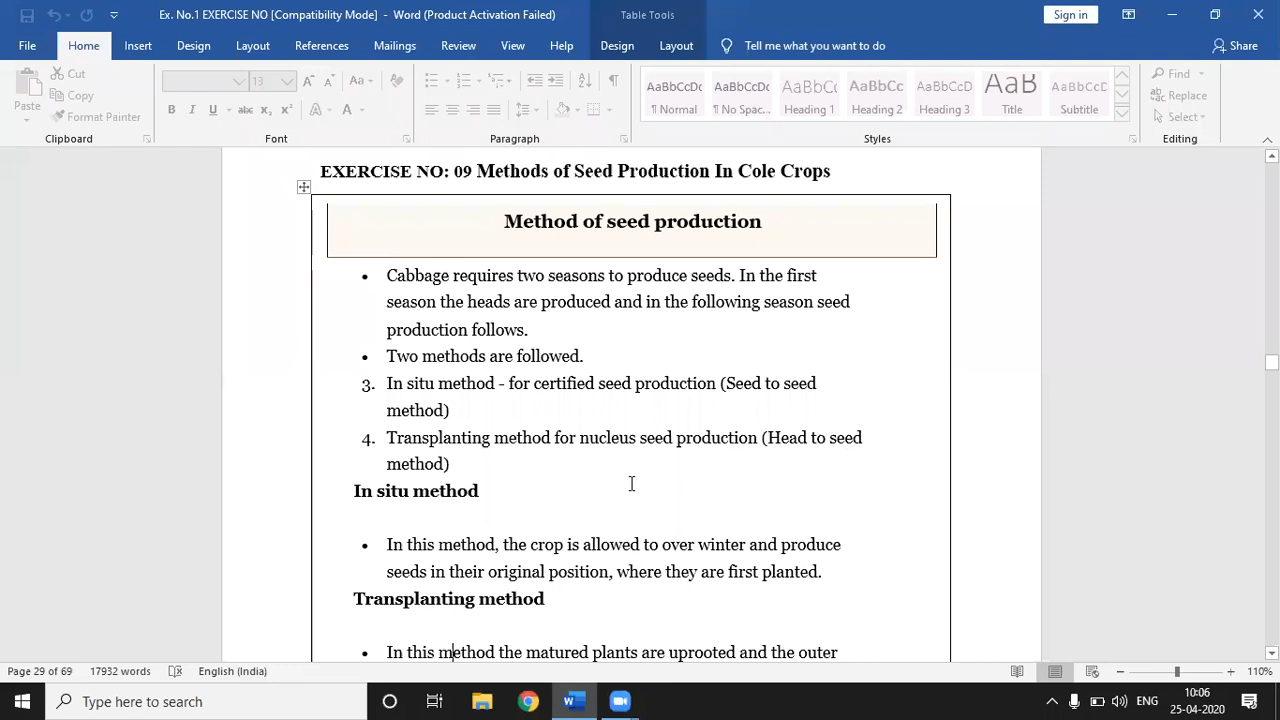 Ex. No.1 EXERCISE NO [Compatibility Mode] - Word (Product Activation Failed)
Table Tools
Sign in
File Home Insert Design Layout References Mailings Review View Help Design Layout Tell me what you want to do Share
Paste
Cut
Copy
Format Painter
13
Aa
B I U abc x₂ x² A A
AaBbCcDc AaBbCcDc AaBbCc AaBbCc AaBbCcD AaB AaBbCcD
¶ Normal ¶ No Spac... Heading 1 Heading 2 Heading 3 Title Subtitle
Find
Replace
Select
Clipboard Font Paragraph Styles Editing
EXERCISE NO: 09 Methods of Seed Production In Cole Crops
Method of seed production
• Cabbage requires two seasons to produce seeds. In the first
season the heads are produced and in the following season seed
production follows.
• Two methods are followed.
3. In situ method - for certified seed production (Seed to seed
method)
4. Transplanting method for nucleus seed production (Head to seed
method)
In situ method
• In this method, the crop is allowed to over winter and produce
seeds in their original position, where they are first planted.
Transplanting method
• In this method the matured plants are uprooted and the outer
Page 29 of 69 17932 words English (India) 110%
Type here to search
ENG
10:06
25-04-2020